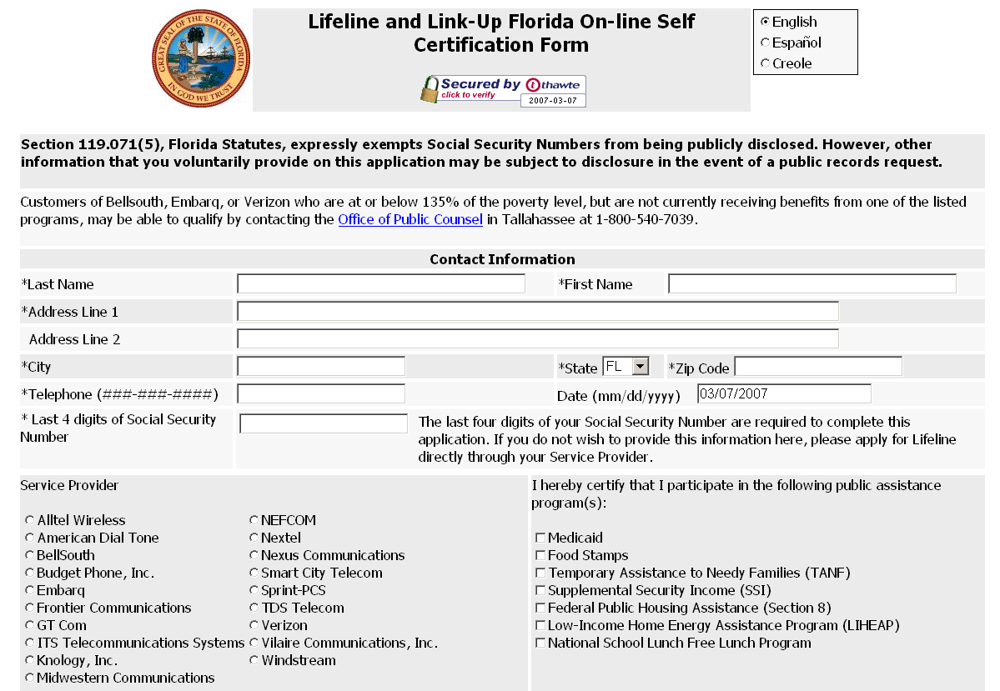 GREAT SEAL OF THE STATE OF FLORIDA
IN GOD WE TRUST
Lifeline and Link-Up Florida On-line Self
Certification Form
Secured by thawte
click to verify
2007-03-07
English
Español
Creole
Section 119.071(5), Florida Statutes, expressly exempts Social Security Numbers from being publicly disclosed. However, other
information that you voluntarily provide on this application may be subject to disclosure in the event of a public records request.
Customers of Bellsouth, Embarq, or Verizon who are at or below 135% of the poverty level, but are not currently receiving benefits from one of the listed
programs, may be able to qualify by contacting the Office of Public Counsel in Tallahassee at 1-800-540-7039.
Contact Information
*Last Name *First Name
*Address Line 1
Address Line 2
*City *State FL *Zip Code
*Telephone (###-###-####) Date (mm/dd/yyyy) 03/07/2007
* Last 4 digits of Social Security
Number
The last four digits of your Social Security Number are required to complete this
application. If you do not wish to provide this information here, please apply for Lifeline
directly through your Service Provider.
Service Provider
Alltel Wireless
American Dial Tone
BellSouth
Budget Phone, Inc.
Embarq
Frontier Communications
GT Com
ITS Telecommunications Systems
Knology, Inc.
Midwestern Communications
NEFCOM
Nextel
Nexus Communications
Smart City Telecom
Sprint-PCS
TDS Telecom
Verizon
Vilaire Communications, Inc.
Windstream
I hereby certify that I participate in the following public assistance
program(s):
Medicaid
Food Stamps
Temporary Assistance to Needy Families (TANF)
Supplemental Security Income (SSI)
Federal Public Housing Assistance (Section 8)
Low-Income Home Energy Assistance Program (LIHEAP)
National School Lunch Free Lunch Program